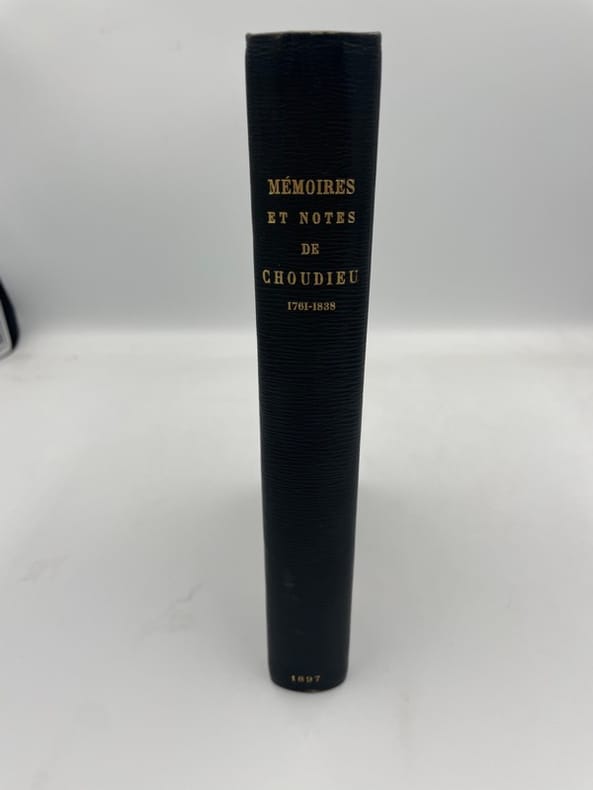 MÉMOIRES
ET NOTES
DE
CHOUDIEU
1761-1838
1897